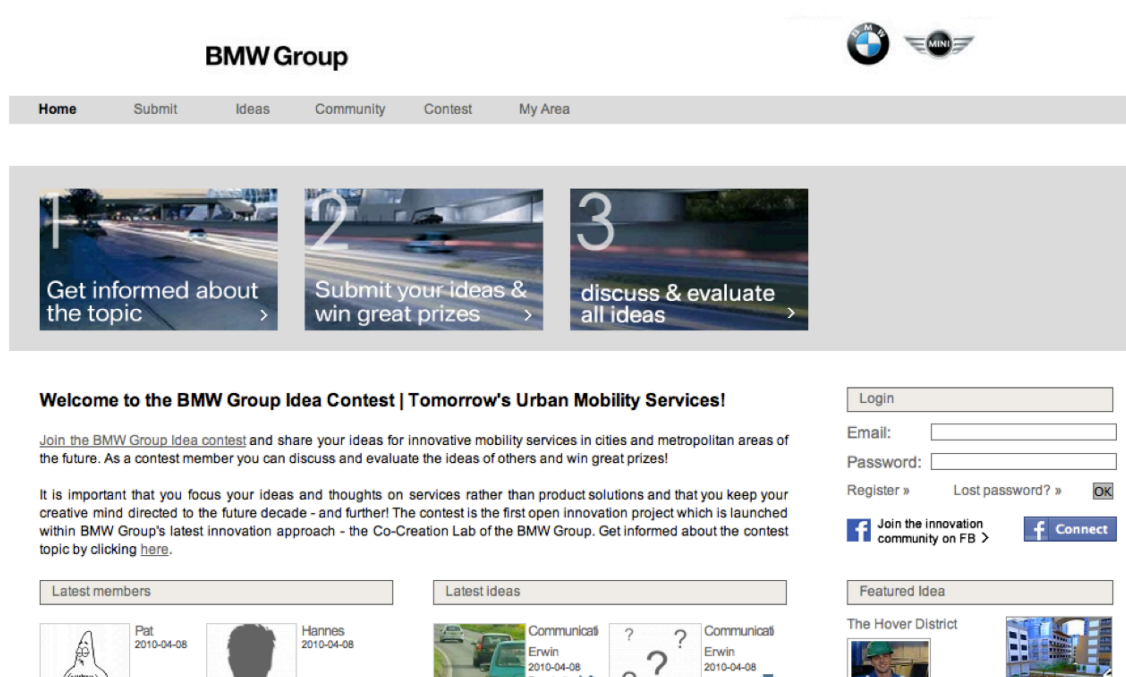 BMW Group
BMW
MINI
Home Submit Ideas Community Contest My Area
1
Get informed about
the topic >
2
Submit your ideas &
win great prizes >
3
discuss & evaluate
all ideas >
Welcome to the BMW Group Idea Contest | Tomorrow's Urban Mobility Services!
Join the BMW Group Idea contest and share your ideas for innovative mobility services in cities and metropolitan areas of
the future. As a contest member you can discuss and evaluate the ideas of others and win great prizes!
It is important that you focus your ideas and thoughts on services rather than product solutions and that you keep your
creative mind directed to the future decade - and further! The contest is the first open innovation project which is launched
within BMW Group's latest innovation approach - the Co-Creation Lab of the BMW Group. Get informed about the contest
topic by clicking here.
Login
Email:
Password:
Register » Lost password? » OK
f Join the innovation
community on FB >
f Connect
Latest members
Pat
2010-04-08
Hannes
2010-04-08
Latest ideas
Communicati
Erwin
2010-04-08
? ? ? ?
Communicati
Erwin
2010-04-08
Featured Idea
The Hover District